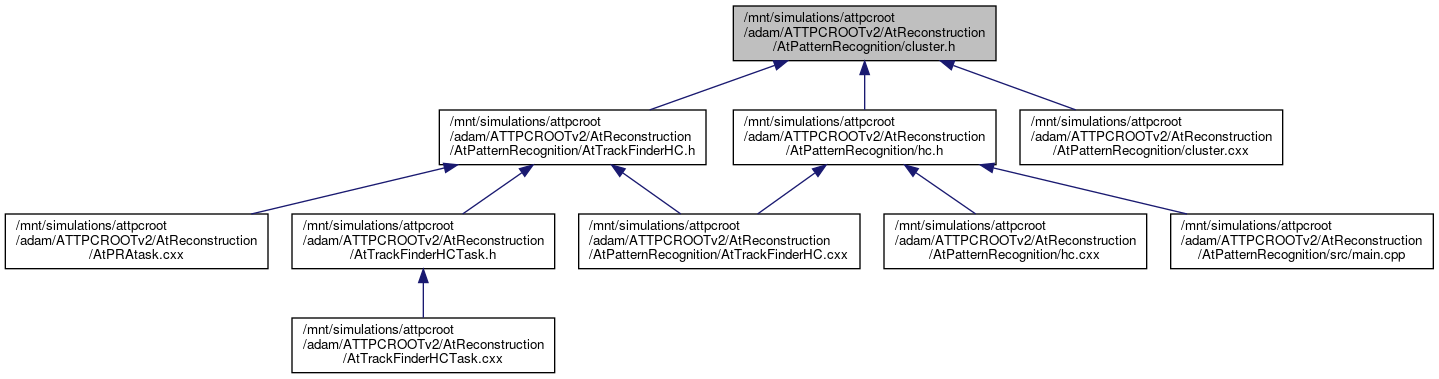 /mnt/simulations/attpcroot
/adam/ATTPCROOTv2/AtReconstruction
/AtPatternRecognition/cluster.h
/mnt/simulations/attpcroot
/adam/ATTPCROOTv2/AtReconstruction
/AtPatternRecognition/AtTrackFinderHC.h
/mnt/simulations/attpcroot
/adam/ATTPCROOTv2/AtReconstruction
/AtPatternRecognition/hc.h
/mnt/simulations/attpcroot
/adam/ATTPCROOTv2/AtReconstruction
/AtPatternRecognition/cluster.cxx
/mnt/simulations/attpcroot
/adam/ATTPCROOTv2/AtReconstruction
/AtPRAtask.cxx
/mnt/simulations/attpcroot
/adam/ATTPCROOTv2/AtReconstruction
/AtTrackFinderHCTask.h
/mnt/simulations/attpcroot
/adam/ATTPCROOTv2/AtReconstruction
/AtPatternRecognition/AtTrackFinderHC.cxx
/mnt/simulations/attpcroot
/adam/ATTPCROOTv2/AtReconstruction
/AtPatternRecognition/hc.cxx
/mnt/simulations/attpcroot
/adam/ATTPCROOTv2/AtReconstruction
/AtPatternRecognition/src/main.cpp
/mnt/simulations/attpcroot
/adam/ATTPCROOTv2/AtReconstruction
/AtTrackFinderHCTask.cxx